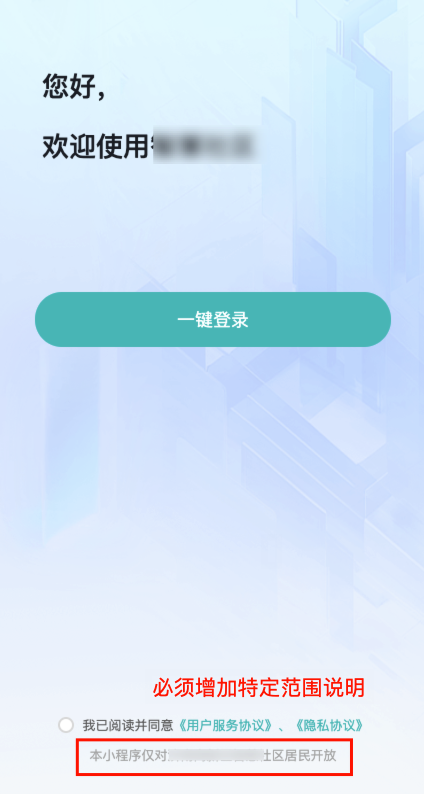 您好，
欢迎使用
一键登录
必须增加特定范围说明
我已阅读并同意《用户服务协议》、《隐私协议》
本小程序仅对社区居民开放